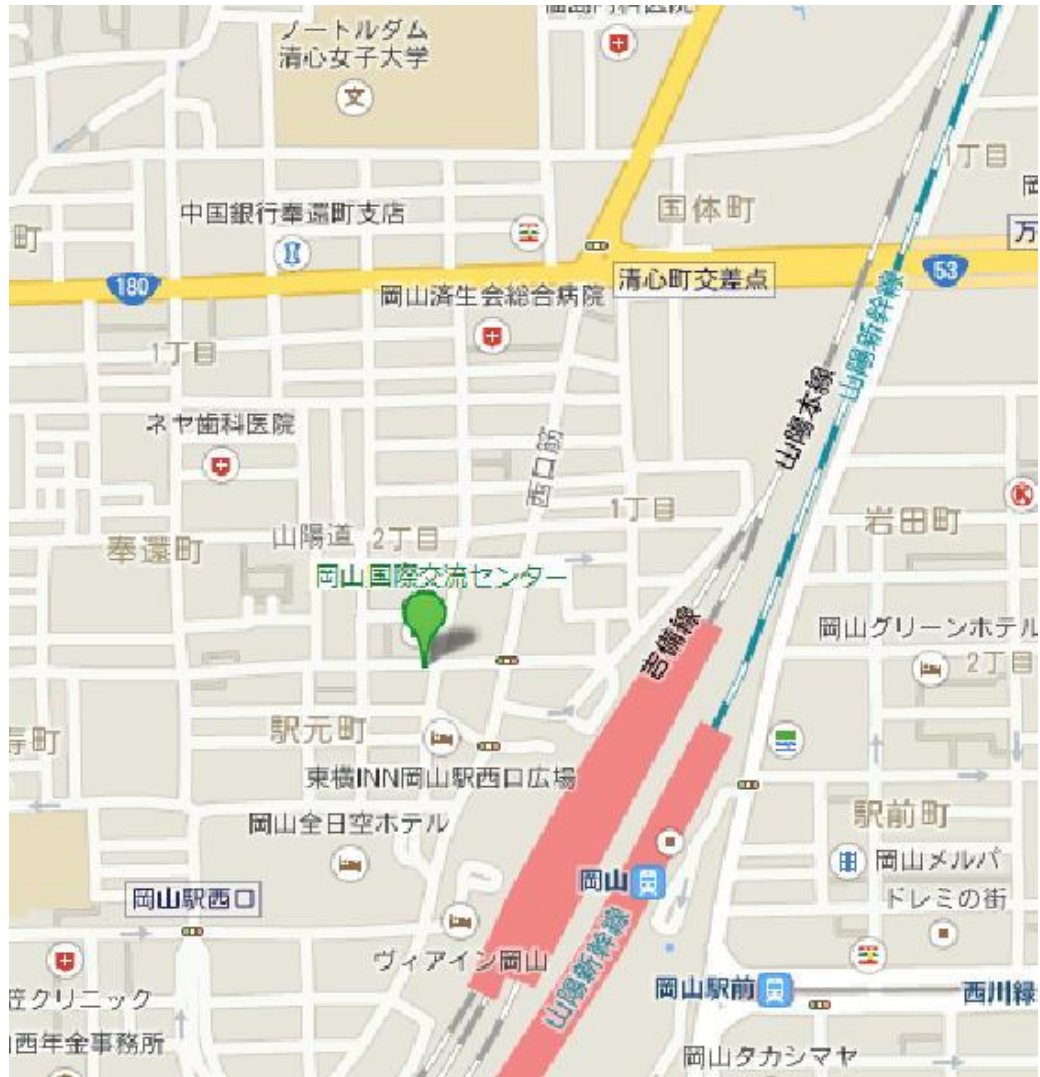 ノートルダム
清心女子大学
文
1丁目
国体町
中国銀行奉還町支店
町
万
180
53
清心町交差点
岡山済生会総合病院
1丁目
山陽新幹線
山陽本線
ネヤ歯科医院
西口筋
1丁目
岩田町
山陽道
2丁目
奉還町
岡山国際交流センター
吉備線
岡山グリーンホテル
2丁目
駅元町
寿町
東横INN岡山駅西口広場
岡山全日空ホテル
駅前町
岡山メルパ
岡山
ドレミの街
岡山駅西口
ヴィアイン岡山
山陽新幹線
岡山駅前
西川緑
笠クリニック
西年金事務所
岡山タカシマヤ